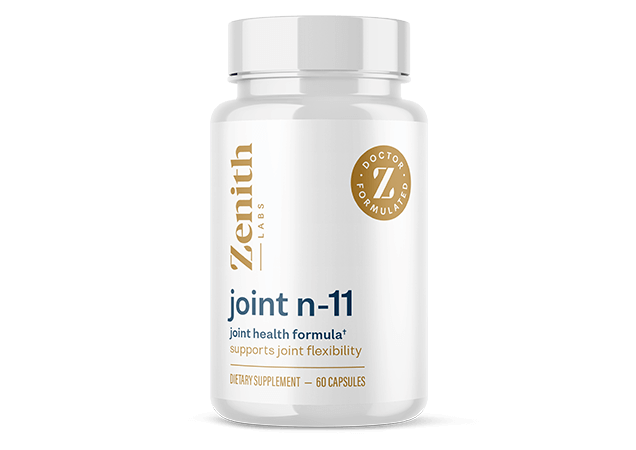 Zenith
LABS
DOCTOR
Z
FORMULATED
joint n-11
joint health formula†
supports joint flexibility
DIETARY SUPPLEMENT — 60 CAPSULES